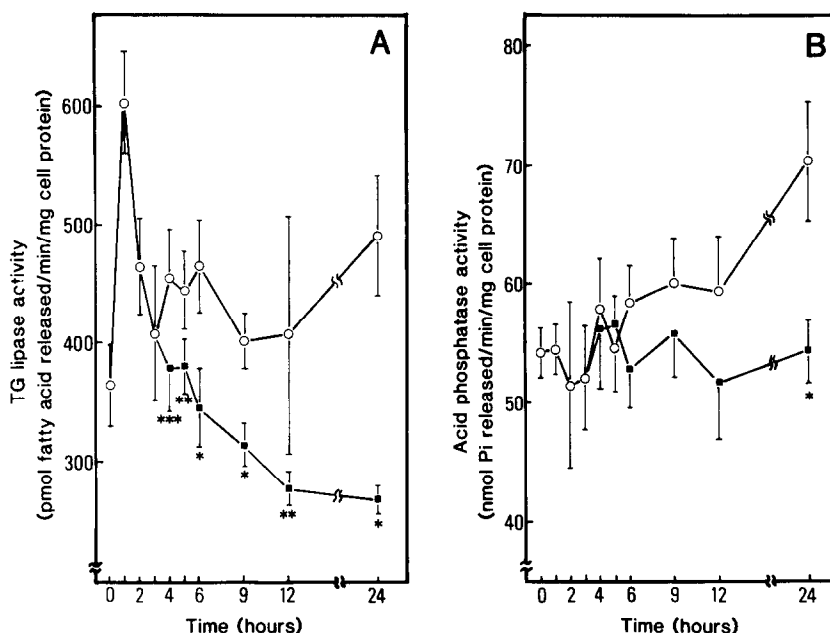 A
TG lipase activity
(pmol fatty acid released/min/mg cell protein)
600
500
400
300
***
**
*
*
**
*
0 2 4 6 9 12 24
Time (hours)
B
Acid phosphatase activity
(nmol Pi released/min/mg cell protein)
80
70
60
50
40
*
0 2 4 6 9 12 24
Time (hours)